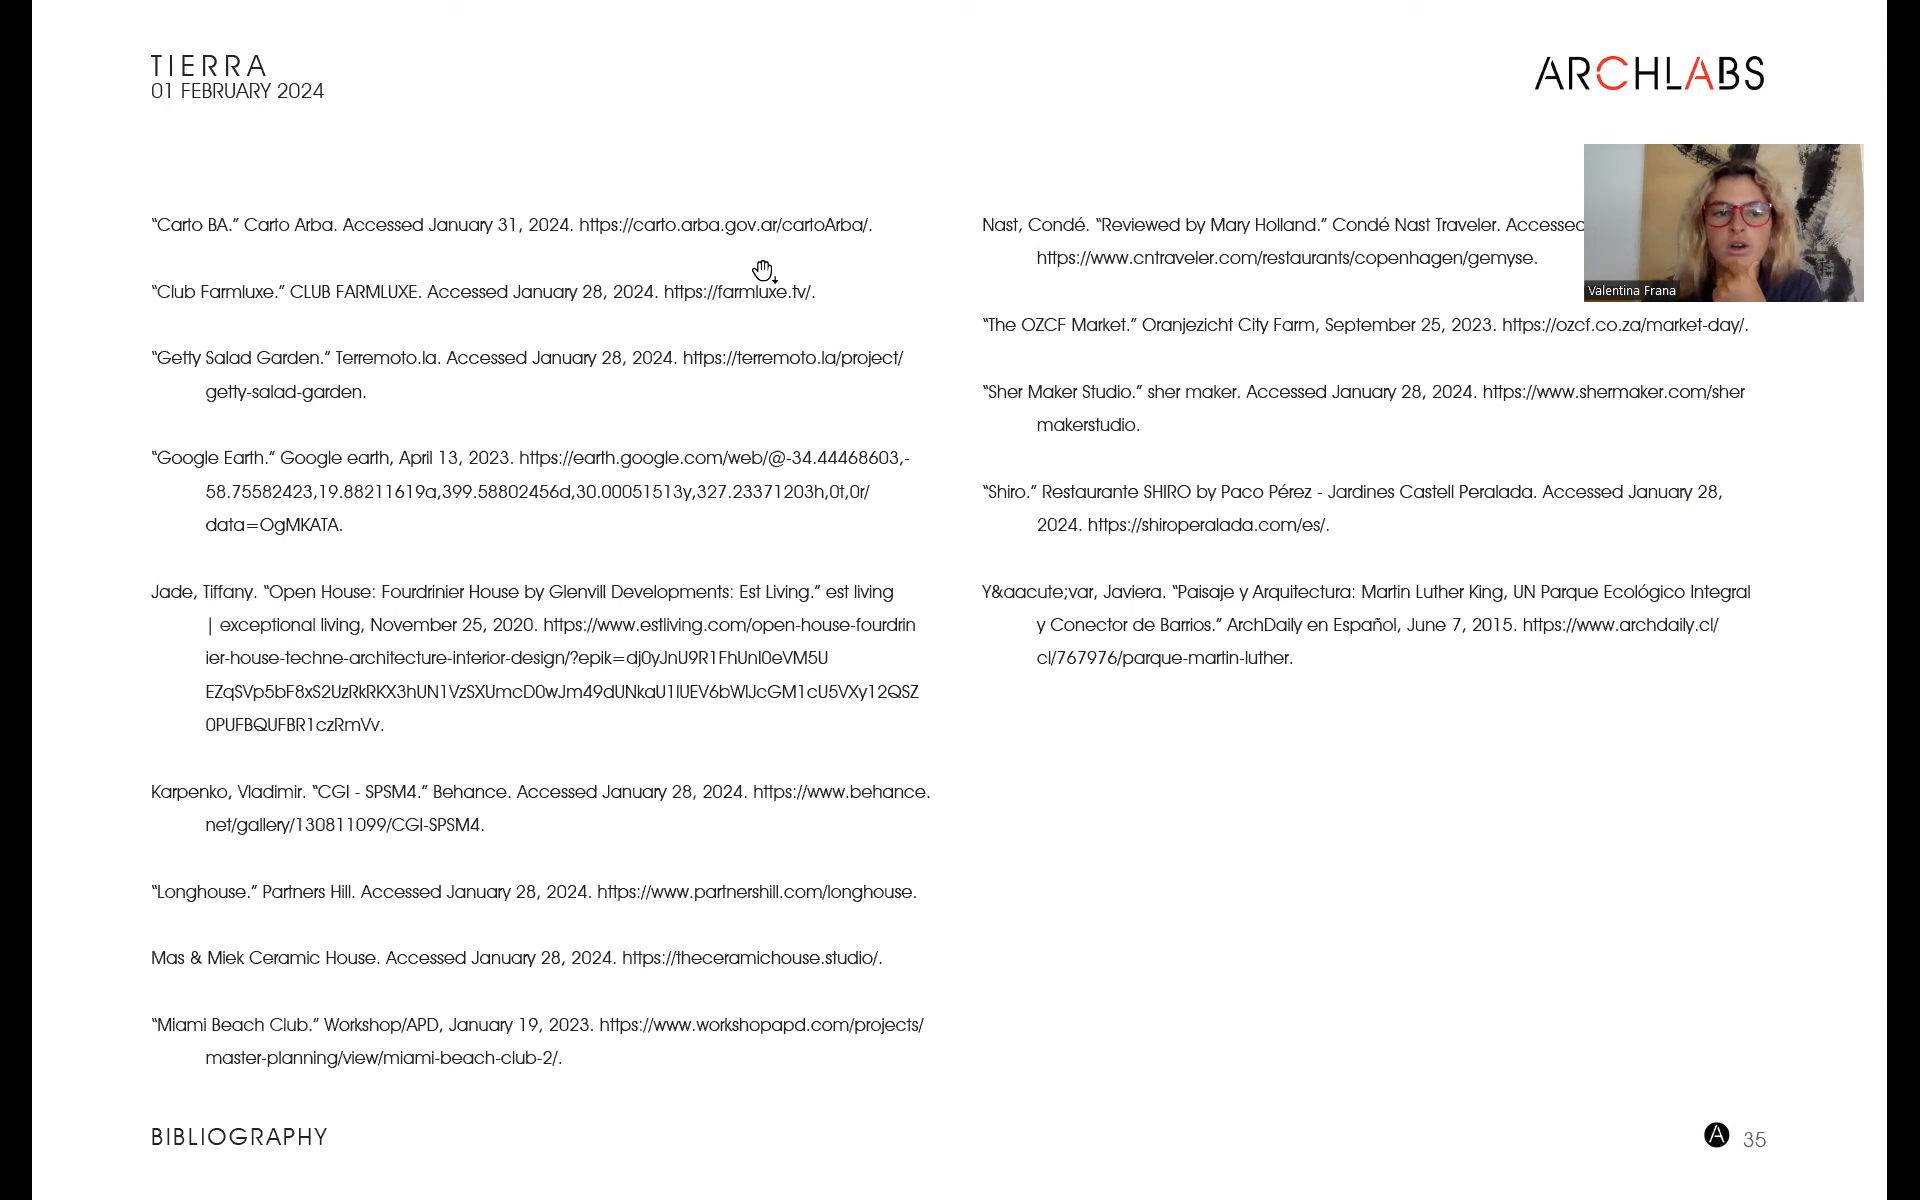 TIERRA
01 FEBRUARY 2024
ARCHLABS
“Carto BA.” Carto Arba. Accessed January 31, 2024. https://carto.arba.gov.ar/cartoArba/.
“Club Farmluxe.” CLUB FARMLUXE. Accessed January 28, 2024. https://farmluxe.tv/.
“Getty Salad Garden.” Terremoto.la. Accessed January 28, 2024. https://terremoto.la/project/
getty-salad-garden.
“Google Earth.” Google earth, April 13, 2023. https://earth.google.com/web/@-34.44468603,-
58.75582423,19.88211619a,399.58802456d,30.00051513y,327.23371203h,0t,0r/
data=OgMKATA.
Jade, Tiffany. “Open House: Fourdrinier House by Glenvill Developments: Est Living.” est living
| exceptional living, November 25, 2020. https://www.estliving.com/open-house-fourdrin
ier-house-techne-architecture-interior-design/?epik=dj0yJnU9R1FhUnI0eVM5U
EZqSVp5bF8xS2UzRkRKX3hUN1VzSXUmcD0wJm49dUNkaU1lUEV6bWlJcGM1cU5VXy12QSZ
0PUFBQUFBR1czRmVv.
Karpenko, Vladimir. “CGI - SPSM4.” Behance. Accessed January 28, 2024. https://www.behance.
net/gallery/130811099/CGI-SPSM4.
“Longhouse.” Partners Hill. Accessed January 28, 2024. https://www.partnershill.com/longhouse.
Mas & Miek Ceramic House. Accessed January 28, 2024. https://theceramichouse.studio/.
“Miami Beach Club.” Workshop/APD, January 19, 2023. https://www.workshopapd.com/projects/
master-planning/view/miami-beach-club-2/.
Nast, Condé. “Reviewed by Mary Holland.” Condé Nast Traveler. Accessed
https://www.cntraveler.com/restaurants/copenhagen/gemyse.
Valentina Frana
“The OZCF Market.” Oranjezicht City Farm, September 25, 2023. https://ozcf.co.za/market-day/.
“Sher Maker Studio.” sher maker. Accessed January 28, 2024. https://www.shermaker.com/sher
makerstudio.
“Shiro.” Restaurante SHIRO by Paco Pérez - Jardines Castell Peralada. Accessed January 28,
2024. https://shiroperalada.com/es/.
Y&aacute;var, Javiera. “Paisaje y Arquitectura: Martin Luther King, UN Parque Ecológico Integral
y Conector de Barrios.” ArchDaily en Español, June 7, 2015. https://www.archdaily.cl/
cl/767976/parque-martin-luther.
BIBLIOGRAPHY
A 35